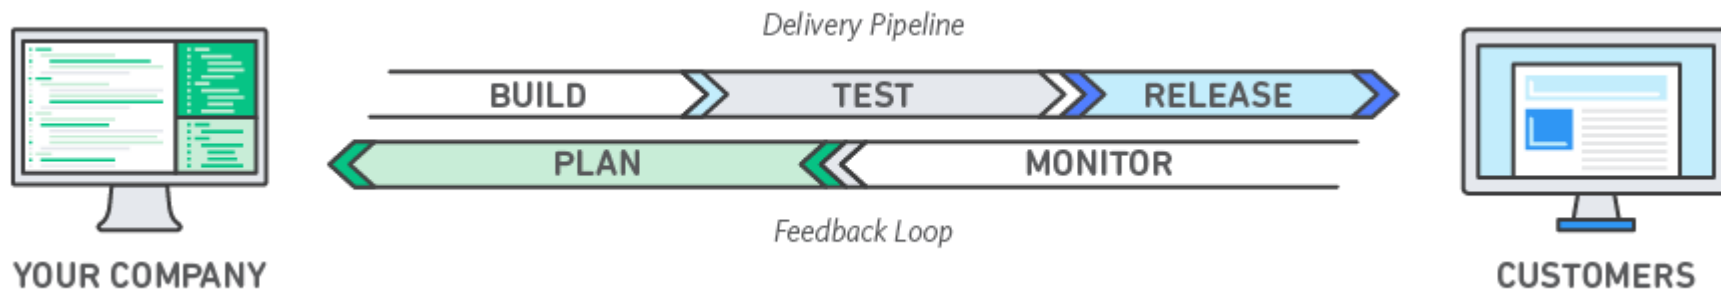 Delivery Pipeline
BUILD TEST RELEASE
PLAN MONITOR
Feedback Loop
YOUR COMPANY CUSTOMERS